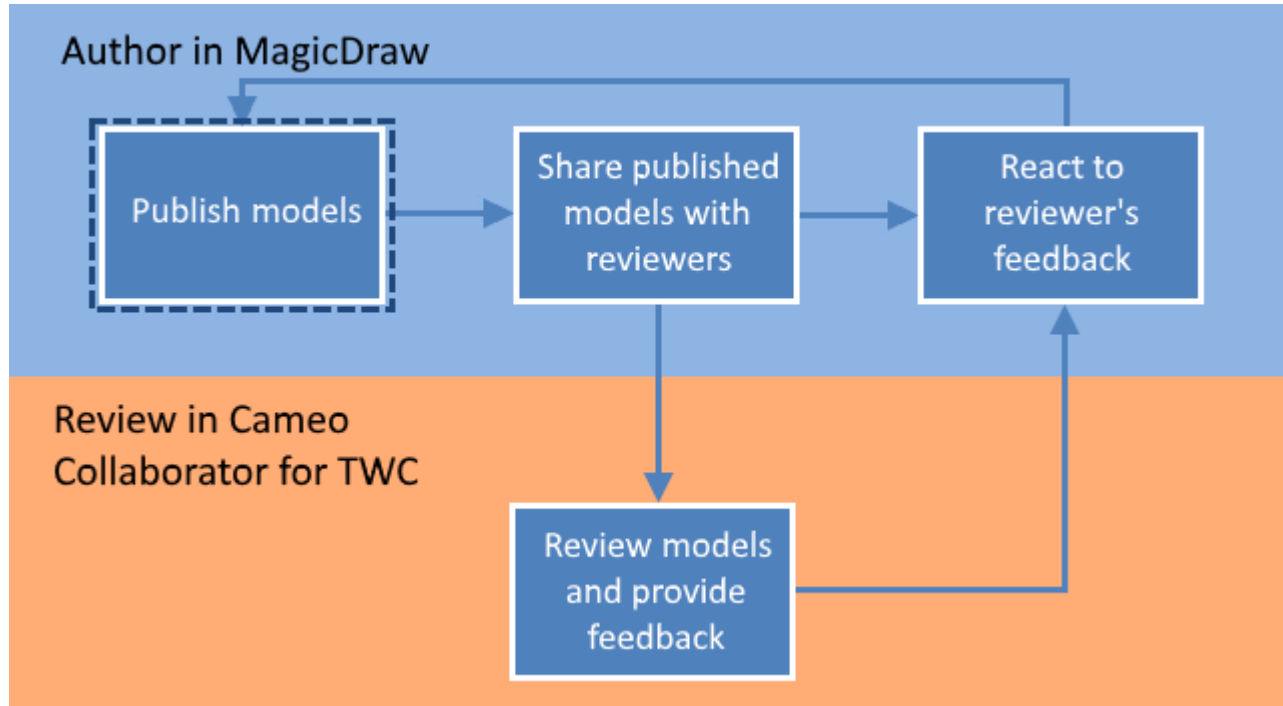 Author in MagicDraw
Publish models
Share published
models with
reviewers
React to
reviewer's
feedback
Review in Cameo
Collaborator for TWC
Review models
and provide
feedback